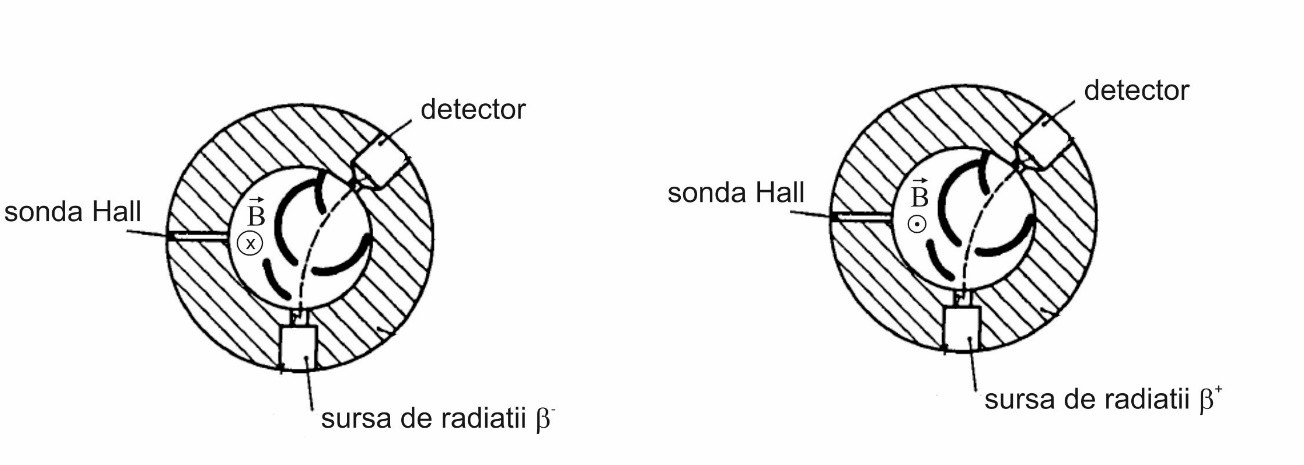 detector
sonda Hall
B
x
sursa de radiatii β-
detector
sonda Hall
B
sursa de radiatii β+